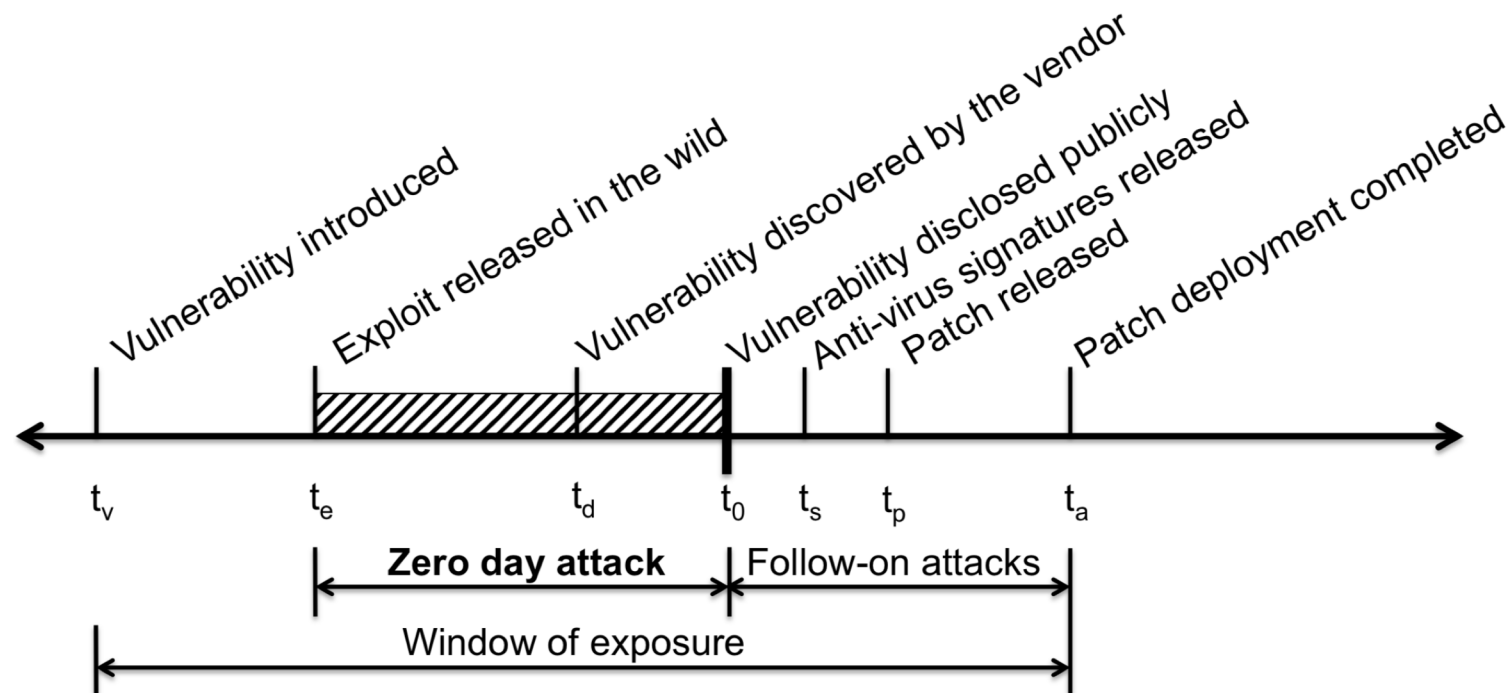 Vulnerability introduced
Exploit released in the wild
Vulnerability discovered by the vendor
Vulnerability disclosed publicly
Anti-virus signatures released
Patch released
Patch deployment completed
tv te td t0 ts tp ta
Zero day attack Follow-on attacks
Window of exposure